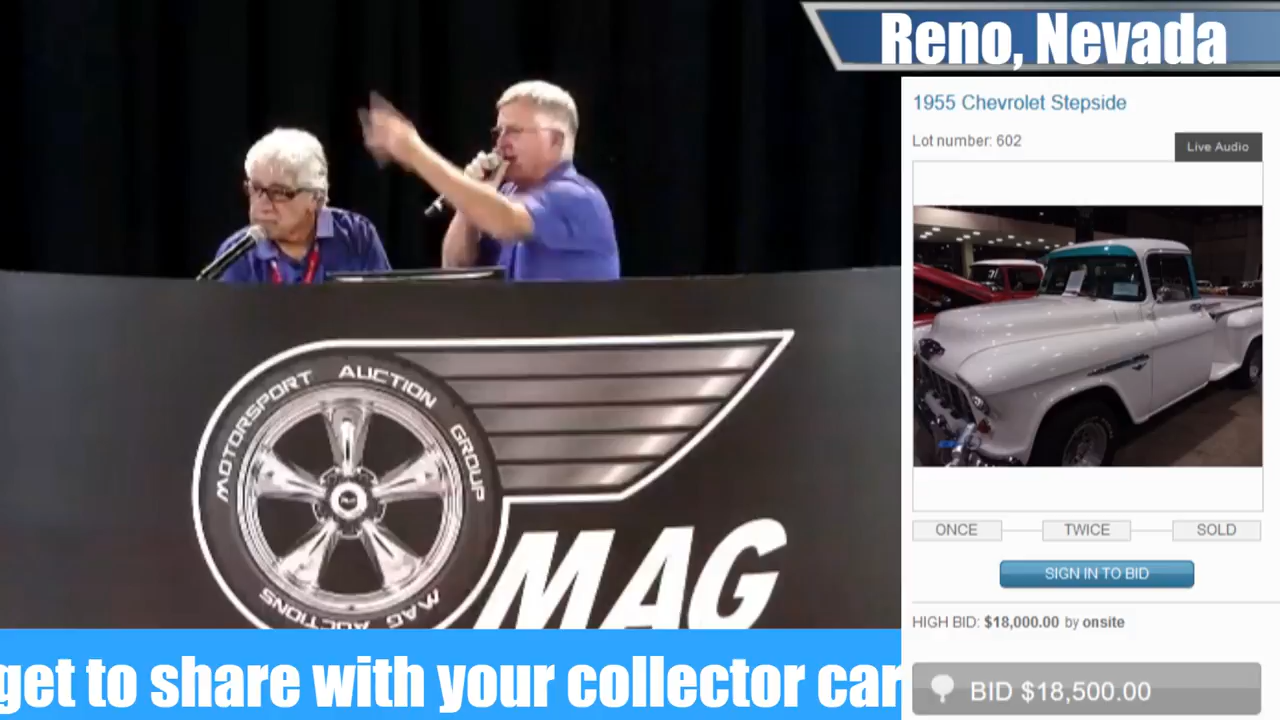 Reno, Nevada
1955 Chevrolet Stepside
Lot number: 602
Live Audio
MOTORSPORT AUCTION GROUP
MAG AUCTIONS
MAG
ONCE
TWICE
SOLD
SIGN IN TO BID
HIGH BID: $18,000.00 by onsite
BID $18,500.00
get to share with your collector car